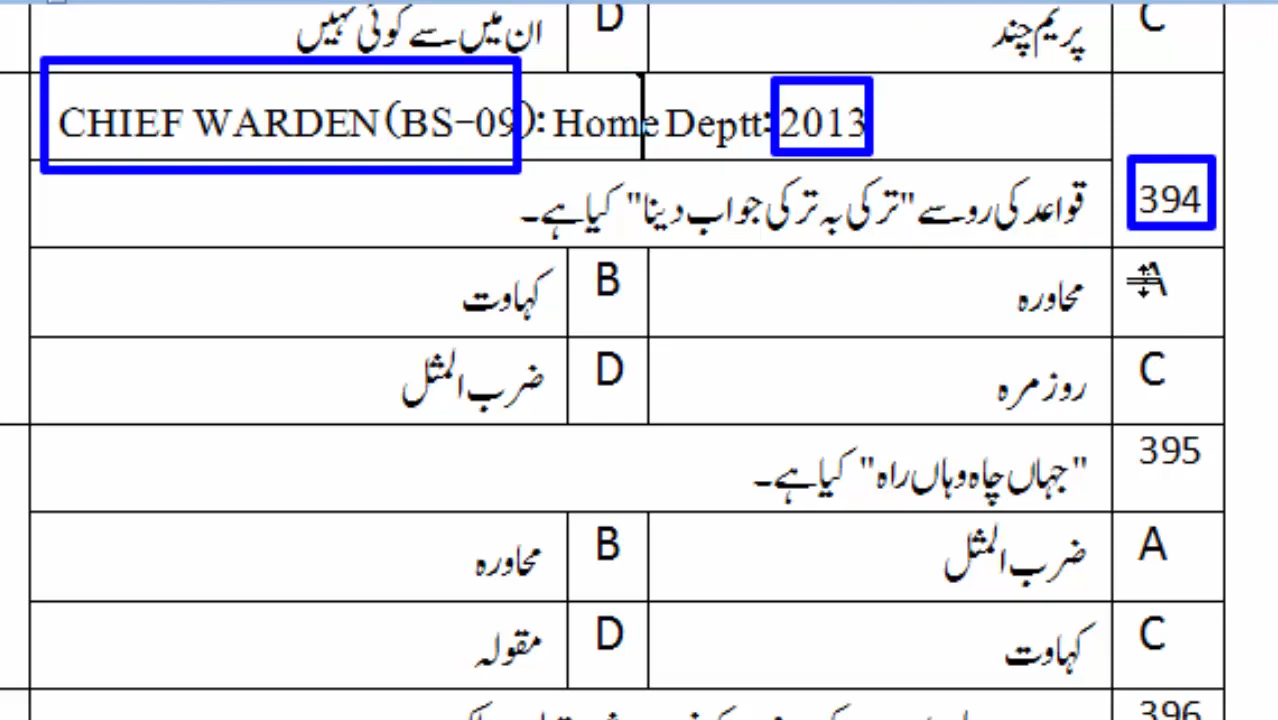 C پریم چند D ان میں سے کوئی نہیں
CHIEF WARDEN(BS-09): Home Deptt: 2013
394 قواعد کی رو سے "ترکی بہ ترکی جواب دینا" کیا ہے۔
A محاورہ B کہاوت
C روزمرہ D ضرب المثل
395 "جہاں چاہ وہاں راہ" کیا ہے۔
A ضرب المثل B محاورہ
C کہاوت D مقولہ
396